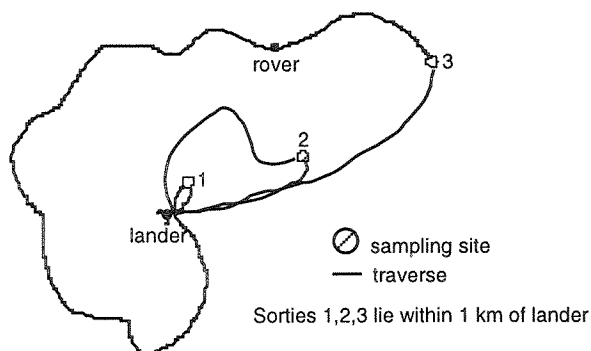 3
rover
2
1
lander
sampling site
traverse
Sorties 1,2,3 lie within 1 km of lander